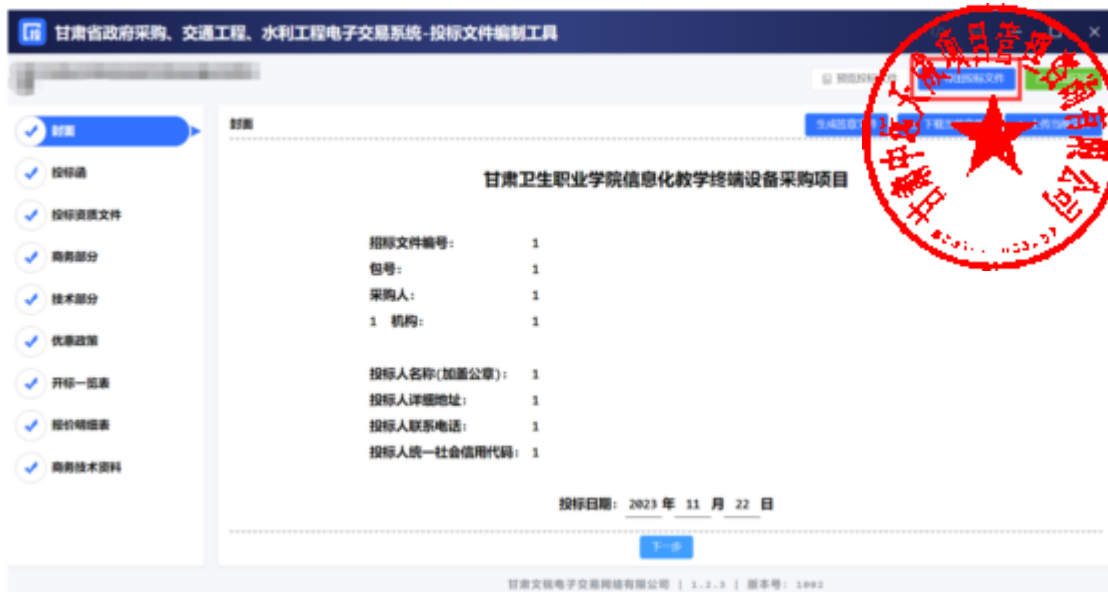 甘肃省政府采购、交通工程、水利工程电子交易系统-投标文件编制工具
封面
投标函
投标资质文件
商务部分
技术部分
优惠政策
开标一览表
报价明细表
商务技术资料
封面
甘肃卫生职业学院信息化教学终端设备采购项目
招标文件编号: 1
包号: 1
采购人: 1
1 机构: 1
投标人名称(加盖公章): 1
投标人详细地址: 1
投标人联系电话: 1
投标人统一社会信用代码: 1
投标日期: 2023 年 11 月 22 日
下一步
甘肃文锐电子交易网络有限公司 | 1.2.3 | 版本号: 1002